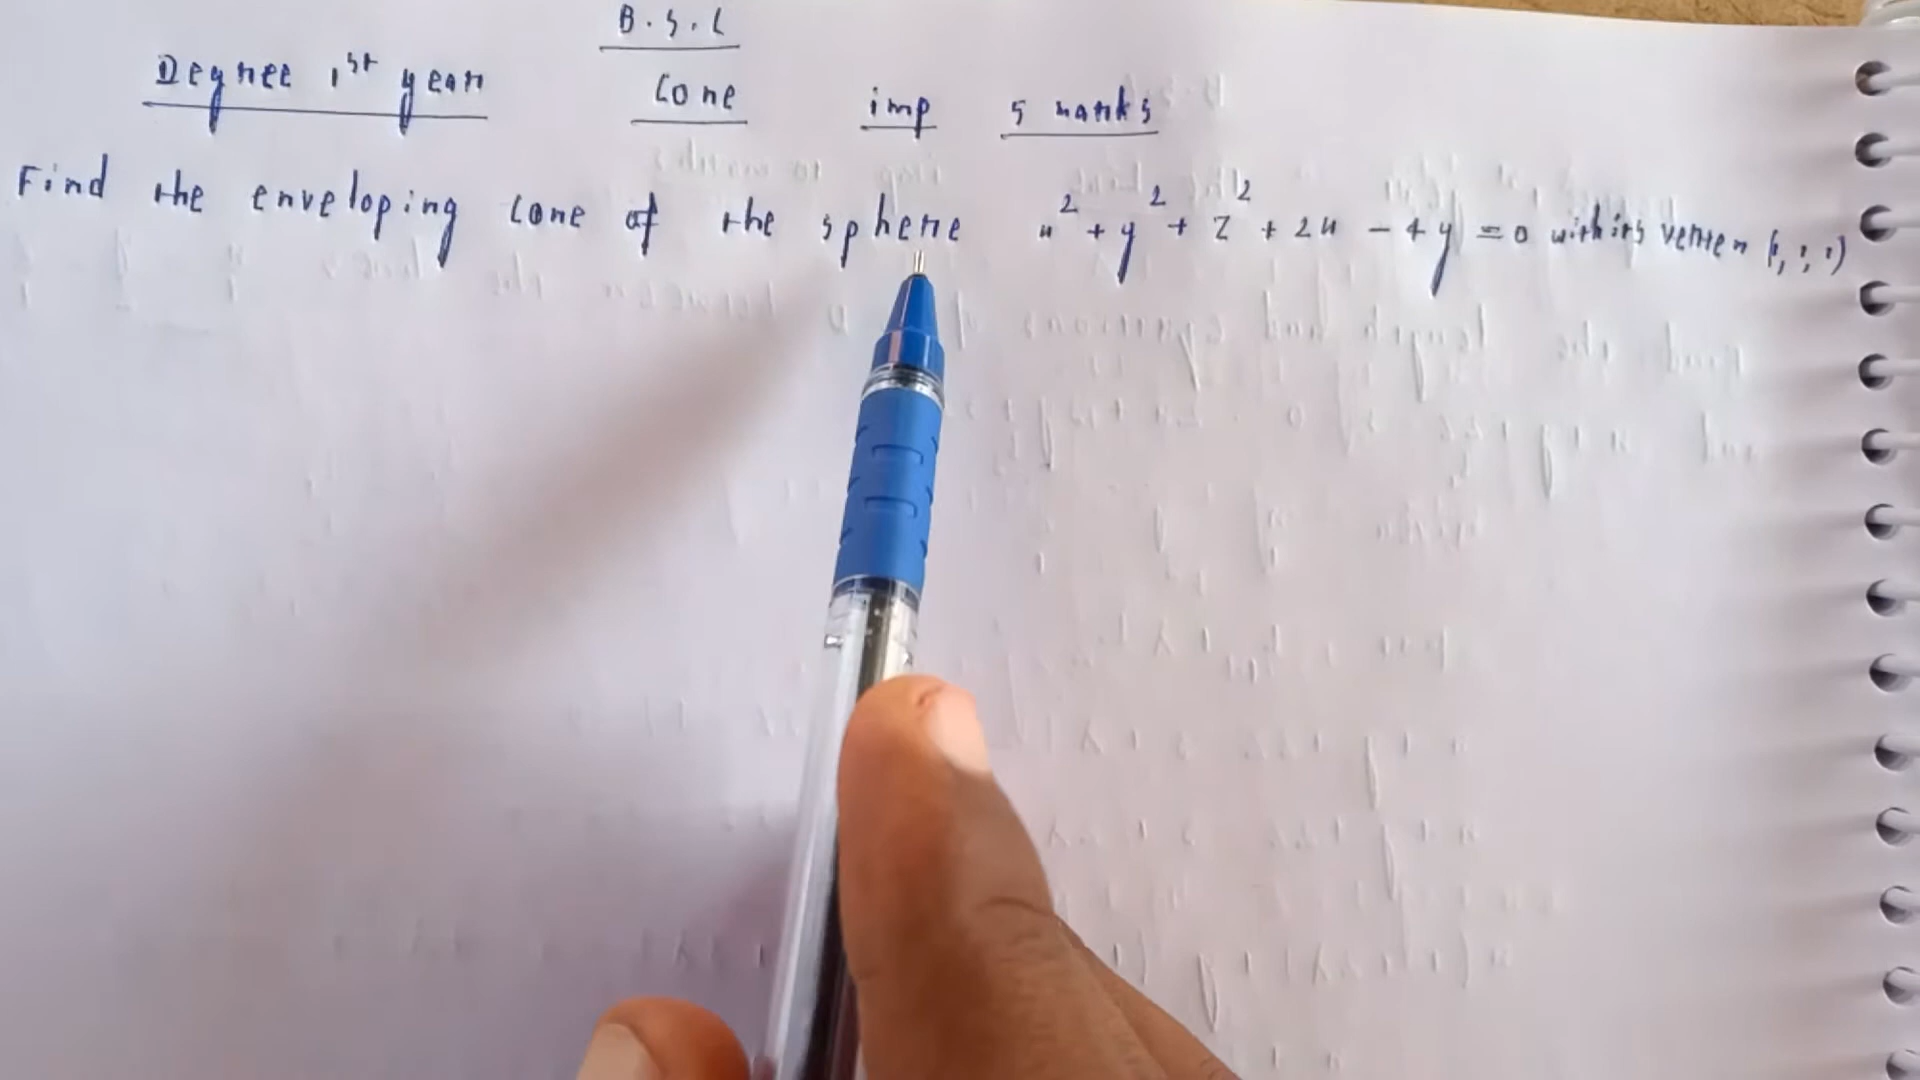 B.S.C
Degree 1st year Cone imp 5 marks
Find the enveloping cone of the sphere x² + y² + z² + 2x - 4y = 0 with its vertex (1, 1, 1)